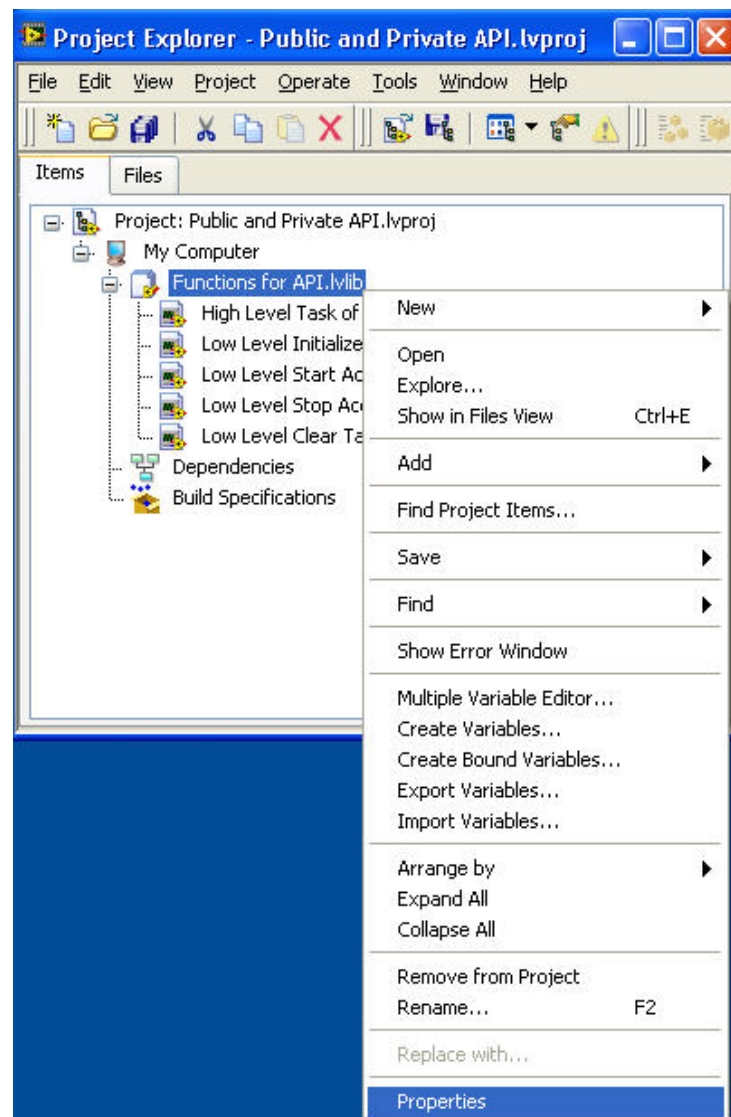 Project Explorer - Public and Private API.lvproj
File Edit View Project Operate Tools Window Help
Items Files
Project: Public and Private API.lvproj
My Computer
Functions for API.lvlib
High Level Task of
Low Level Initialize
Low Level Start Ac
Low Level Stop Acc
Low Level Clear Ta
Dependencies
Build Specifications
New
Open
Explore...
Show in Files View Ctrl+E
Add
Find Project Items...
Save
Find
Show Error Window
Multiple Variable Editor...
Create Variables...
Create Bound Variables...
Export Variables...
Import Variables...
Arrange by
Expand All
Collapse All
Remove from Project
Rename... F2
Replace with...
Properties